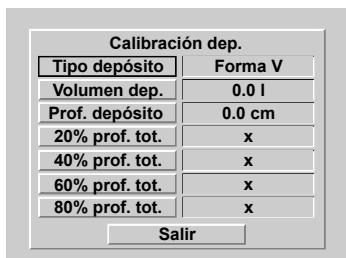 Calibración dep.
Tipo depósito Forma V
Volumen dep. 0.0 l
Prof. depósito 0.0 cm
20% prof. tot. x
40% prof. tot. x
60% prof. tot. x
80% prof. tot. x
Salir